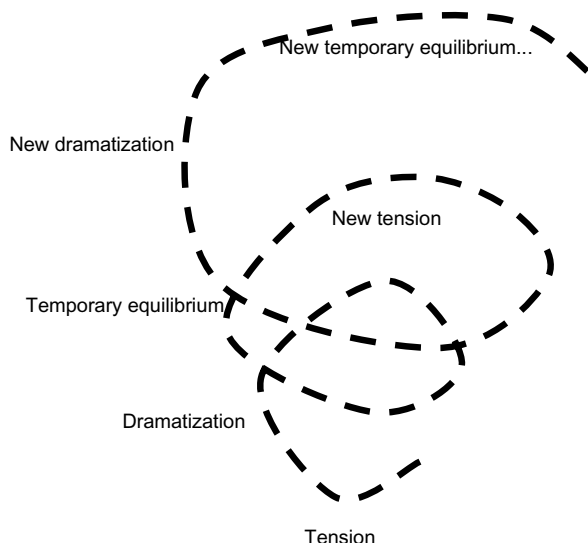 New temporary equilibrium...
New dramatization
New tension
Temporary equilibrium
Dramatization
Tension